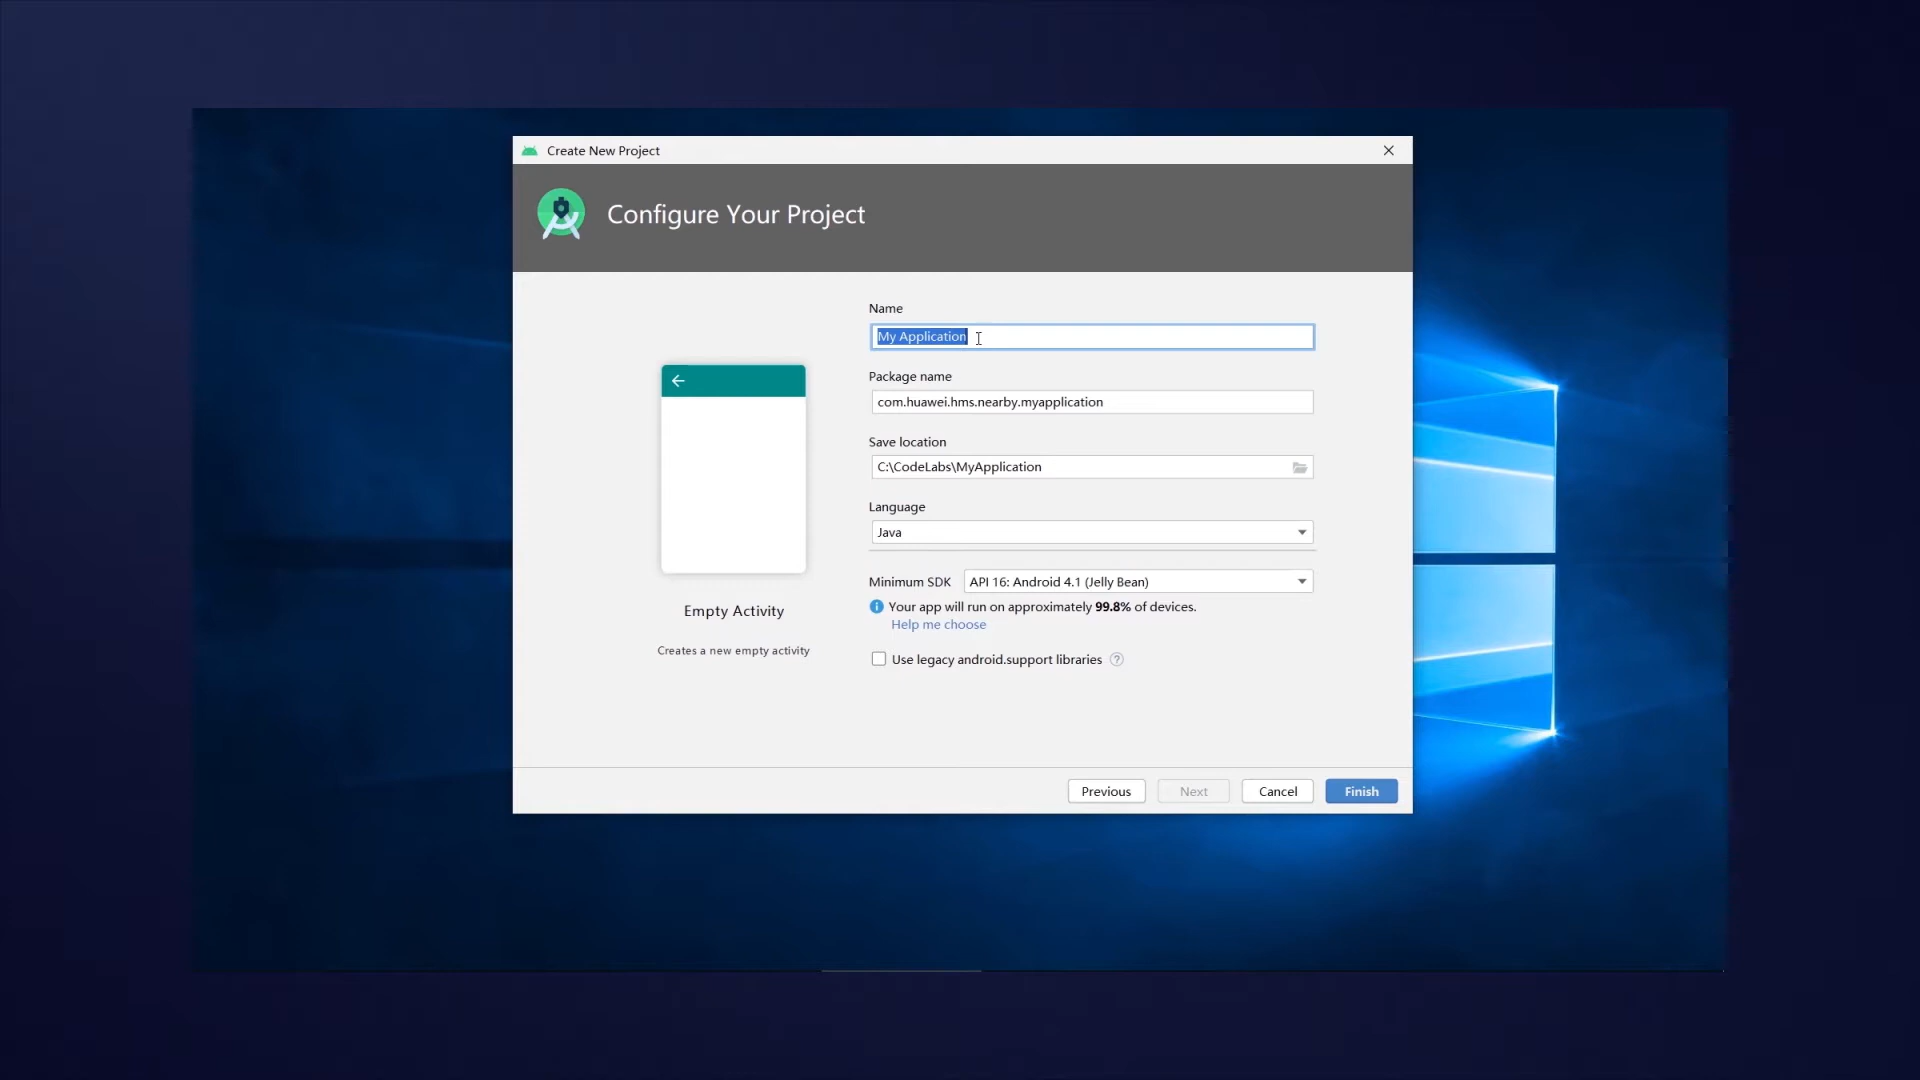 Create New Project
Configure Your Project
Name
My Application
Package name
com.huawei.hms.nearby.myapplication
Save location
C:\CodeLabs\MyApplication
Language
Java
Minimum SDK API 16: Android 4.1 (Jelly Bean)
Your app will run on approximately 99.8% of devices.
Help me choose
Use legacy android.support libraries ?
Empty Activity
Creates a new empty activity
Previous Next Cancel Finish